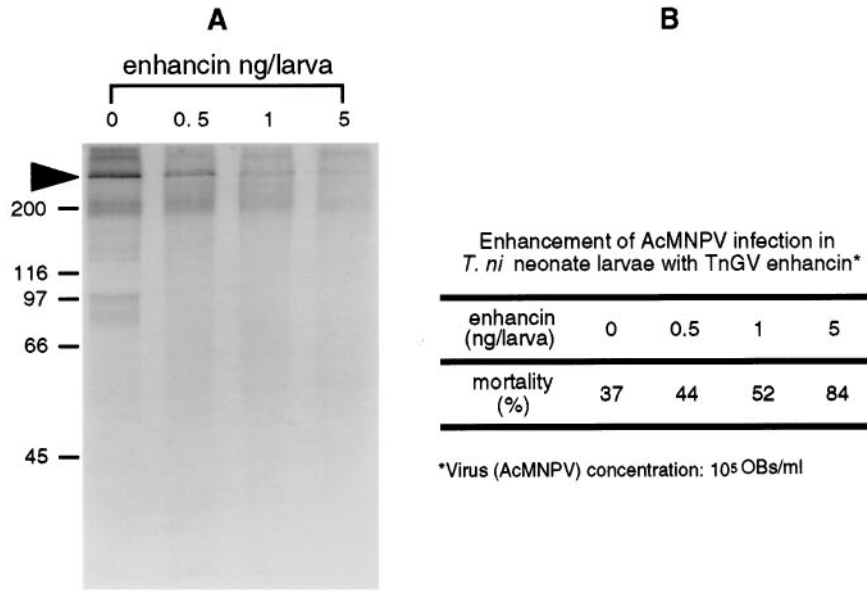 A
enhancin ng/larva
0 0.5 1 5
200
116
97
66
45
B
Enhancement of AcMNPV infection in
T. ni neonate larvae with TnGV enhancin*
enhancin
(ng/larva) 0 0.5 1 5
mortality
(%) 37 44 52 84
*Virus (AcMNPV) concentration: 10⁵ OBs/ml